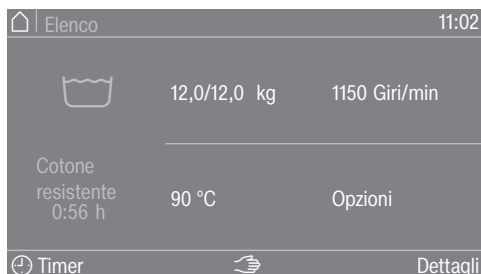 Elenco 11:02
12,0/12,0 kg 1150 Giri/min
Cotone
resistente
0:56 h
90 °C Opzioni
Timer Dettagli